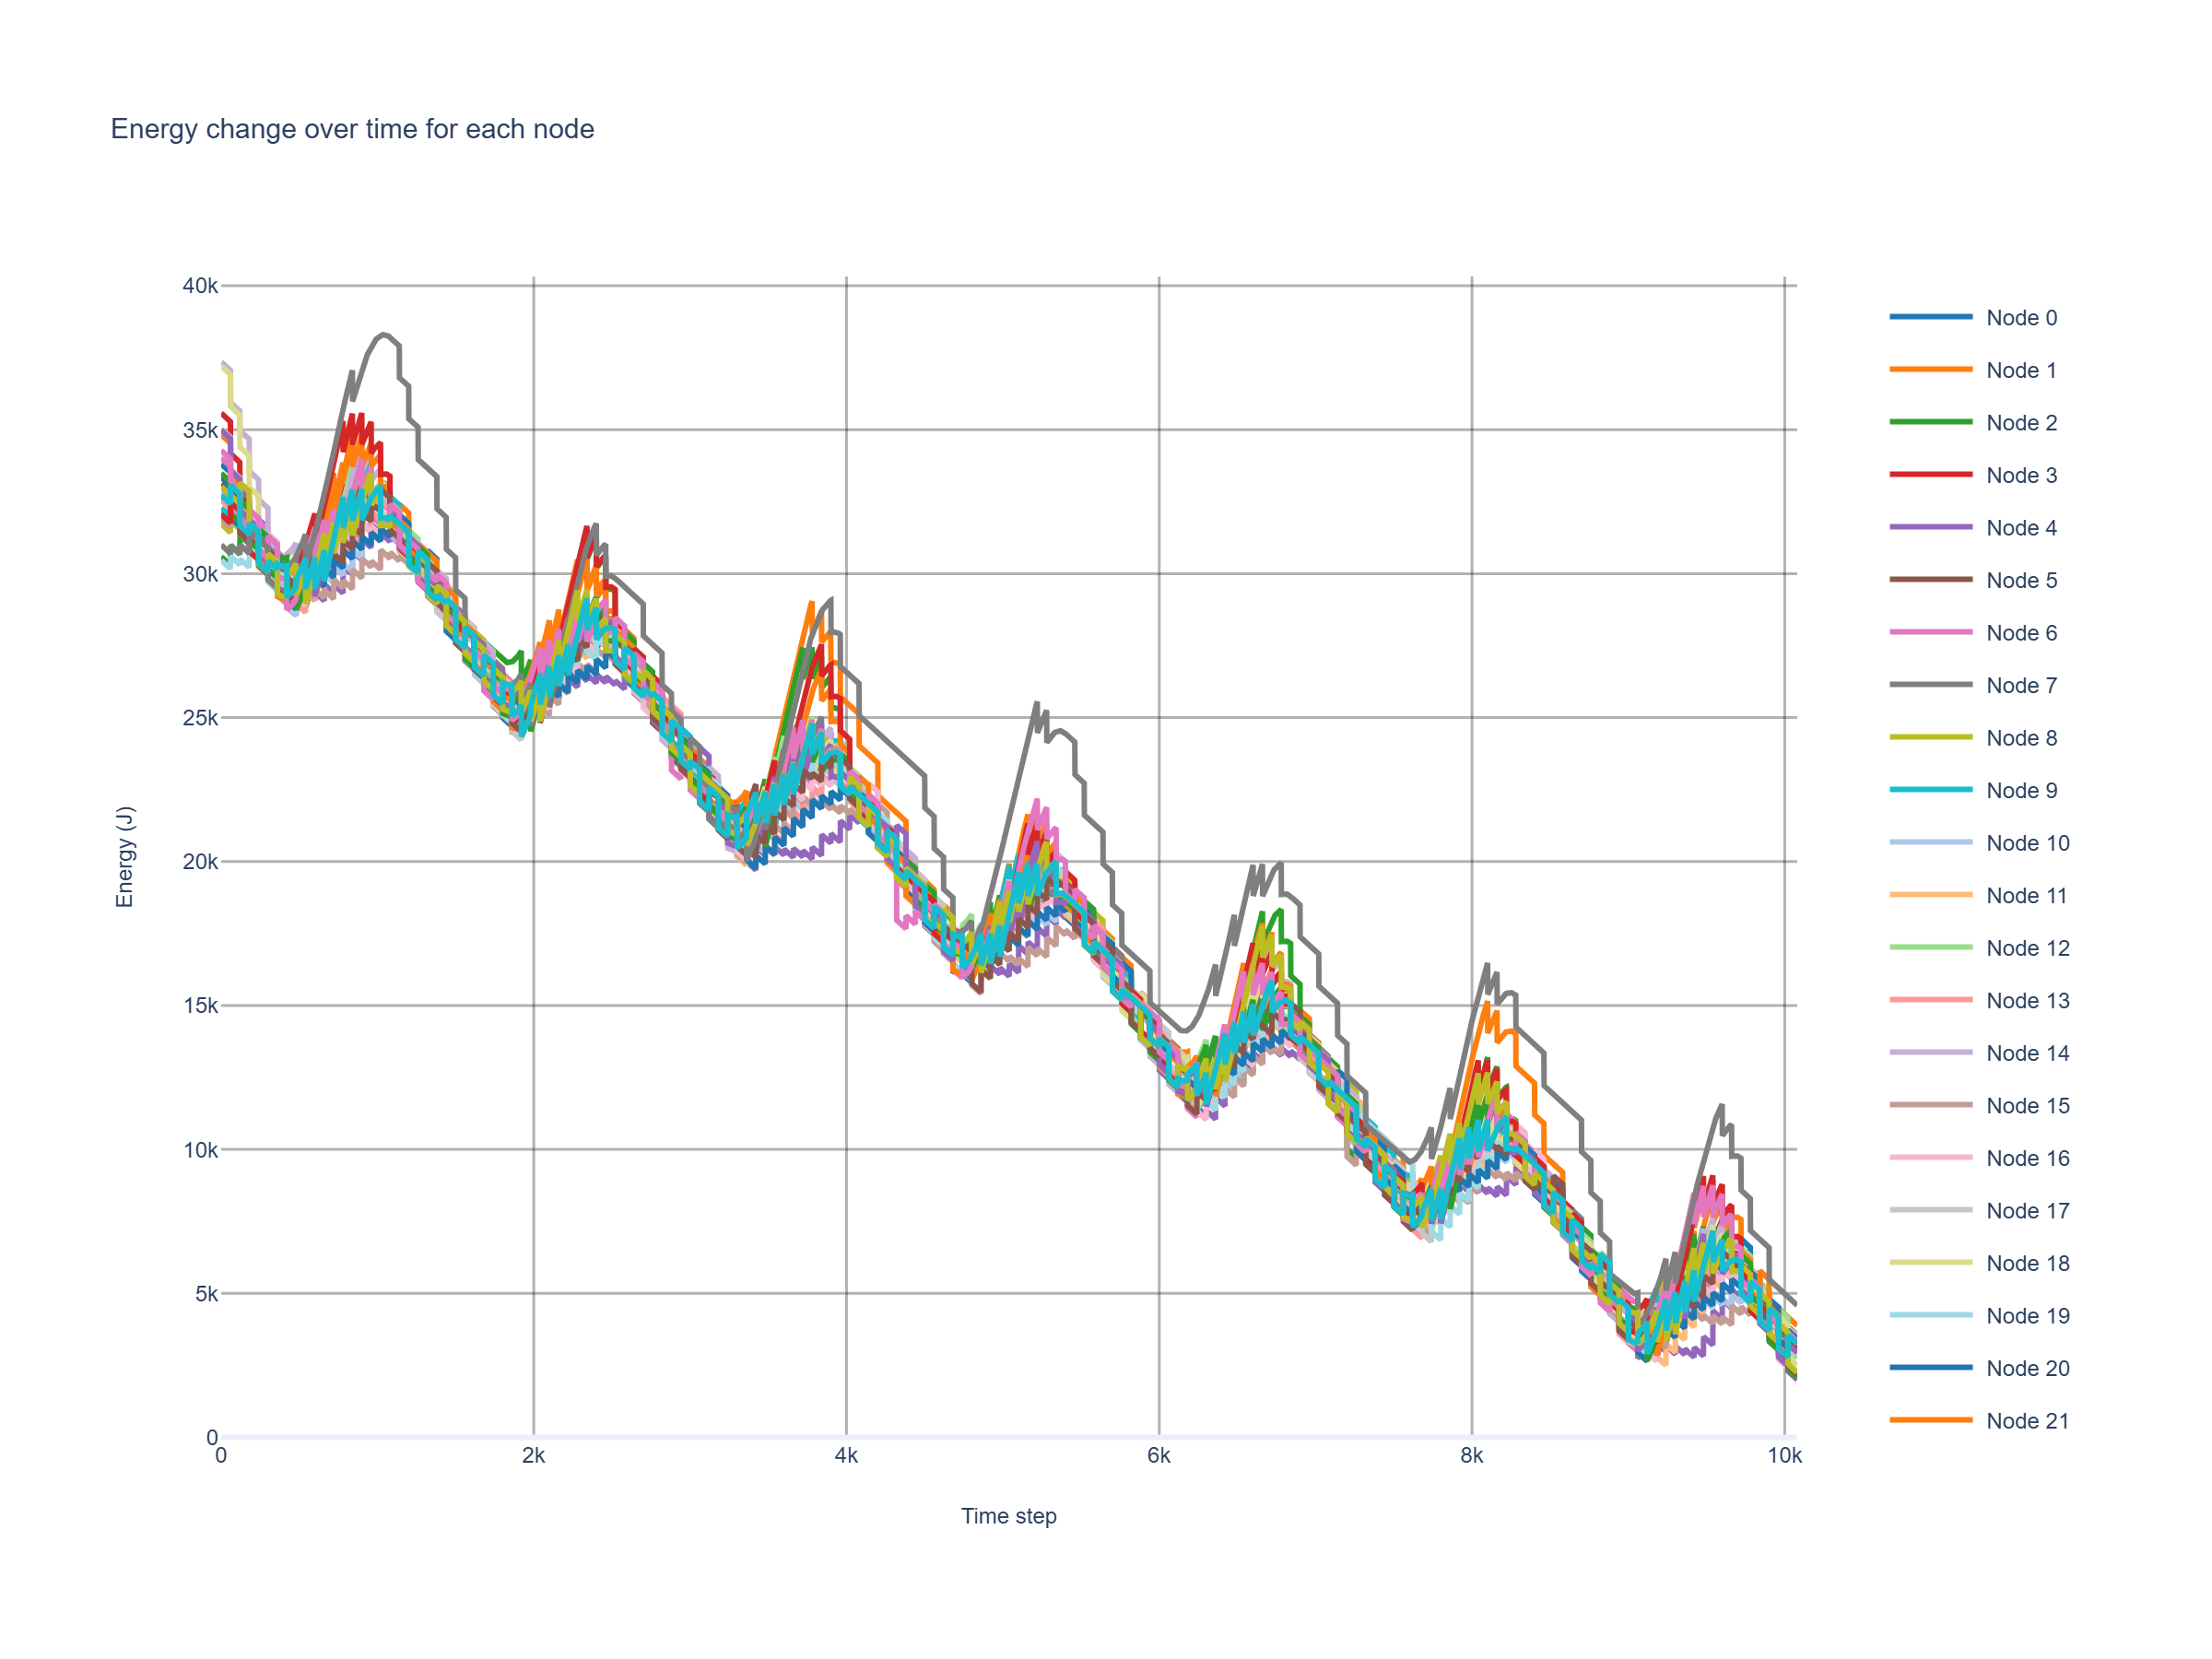 Energy change over time for each node
40k
35k
30k
25k
20k
15k
10k
5k
0
Energy (J)
0
2k
4k
6k
8k
10k
Time step
Node 0
Node 1
Node 2
Node 3
Node 4
Node 5
Node 6
Node 7
Node 8
Node 9
Node 10
Node 11
Node 12
Node 13
Node 14
Node 15
Node 16
Node 17
Node 18
Node 19
Node 20
Node 21